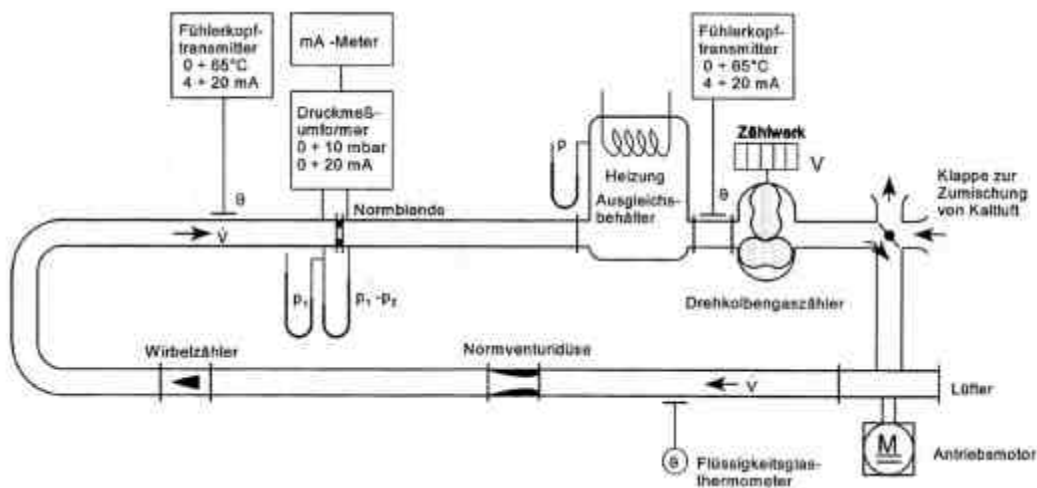 Fühlerkopf-
transmitter
0 + 65°C
4 + 20 mA
mA -Meter
Druckmeß-
umformer
0 + 10 mbar
0 + 20 mA
Fühlerkopf-
transmitter
0 + 65°C
4 + 20 mA
Zählwerk
V
P
Heizung
Ausgleichs-
behälter
Klappe zur
Zumischung
von Kaltluft
ϑ
Normblende
ϑ
V̇
p₁
p₁ -p₂
Drehkolbengaszähler
Wirbelzähler
Normventuridüse
V̇
Lüfter
M
Antriebsmotor
ϑ
Flüssigkeitsglas-
thermometer